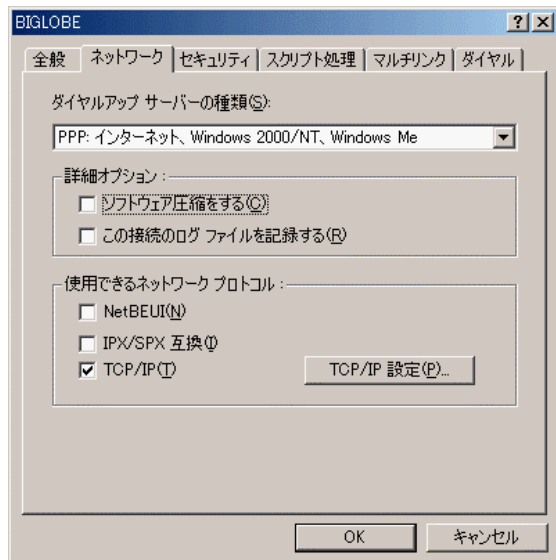 BIGLOBE
全般 ネットワーク セキュリティ スクリプト処理 マルチリンク ダイヤル
ダイヤルアップ サーバーの種類(S):
PPP: インターネット、Windows 2000/NT、Windows Me
詳細オプション :
ソフトウェア圧縮をする(C)
この接続のログ ファイルを記録する(R)
使用できるネットワーク プロトコル :
NetBEUI(N)
IPX/SPX 互換(I)
TCP/IP(T) TCP/IP 設定(P)...
OK キャンセル